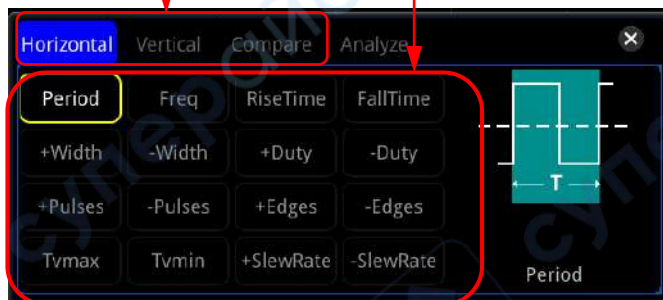 Horizontal Vertical Compare Analyze
Period Freq RiseTime FallTime
+Width -Width +Duty -Duty
T
+Pulses -Pulses +Edges -Edges
Tvmax Tvmin +SlewRate -SlewRate
Period